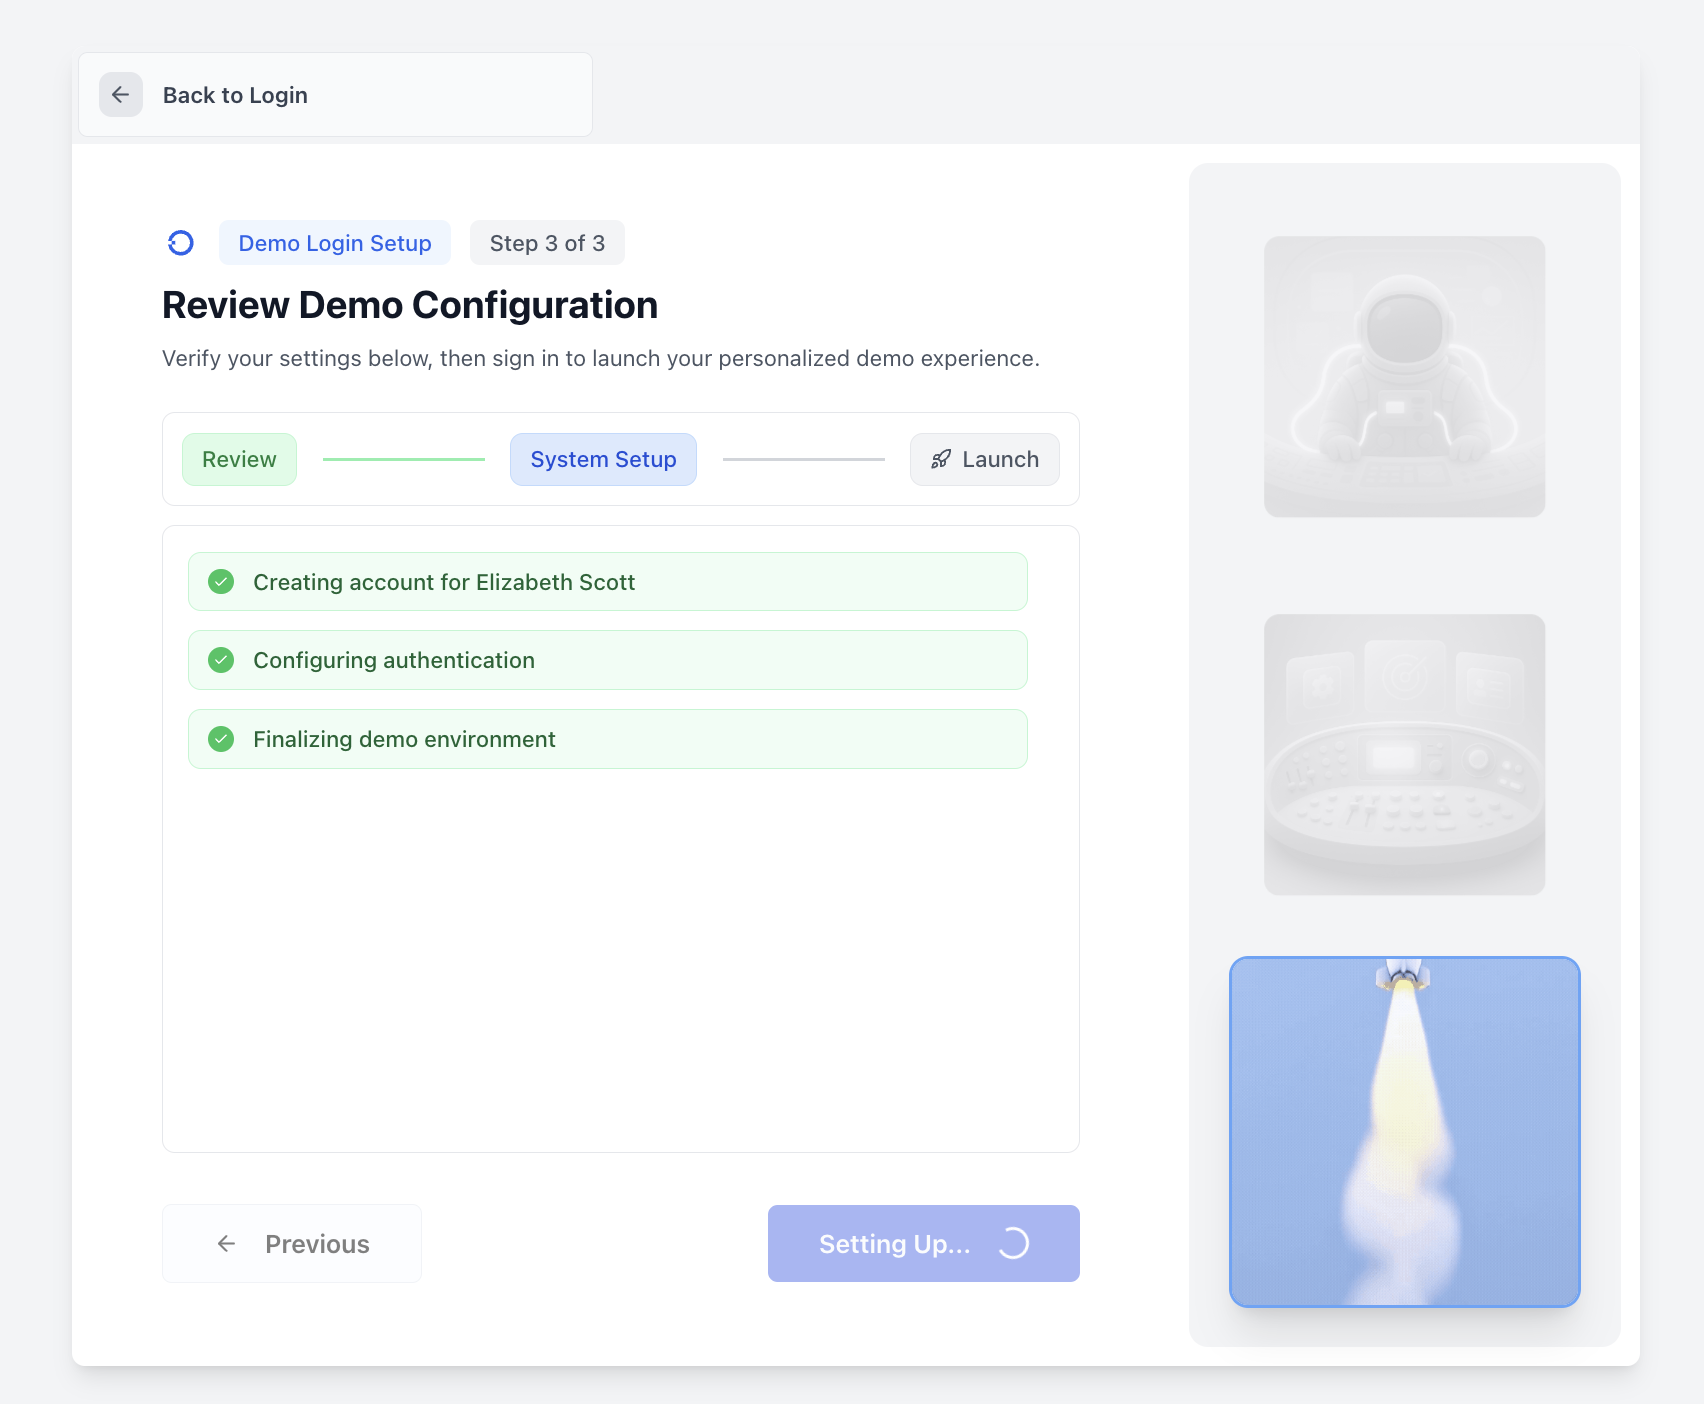 Back to Login
Demo Login Setup
Step 3 of 3
Review Demo Configuration
Verify your settings below, then sign in to launch your personalized demo experience.
Review
System Setup
Launch
Creating account for Elizabeth Scott
Configuring authentication
Finalizing demo environment
Previous
Setting Up...